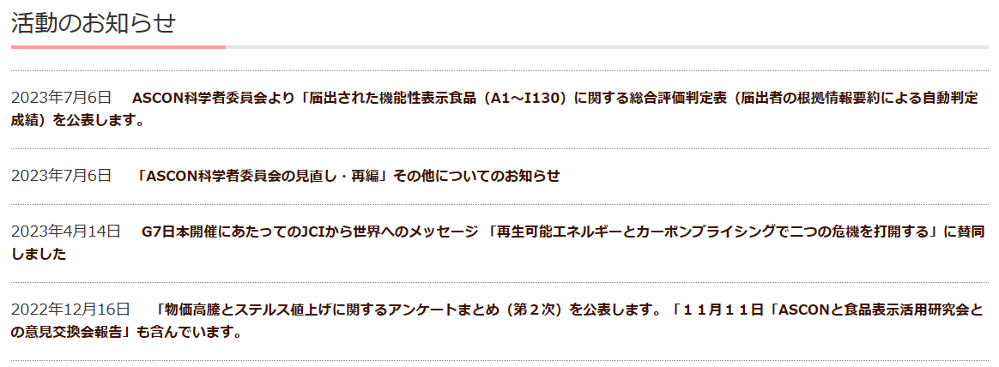 活動のお知らせ
2023年7月6日 ASCON科学者委員会より「届出された機能性表示食品（A1～I130）に関する総合評価判定表（届出者の根拠情報要約による自動判定
成績）を公表します。
2023年7月6日 「ASCON科学者委員会の見直し・再編」その他についてのお知らせ
2023年4月14日 G7日本開催にあたってのJCIから世界へのメッセージ 「再生可能エネルギーとカーボンプライシングで二つの危機を打開する」に賛同
しました
2022年12月16日 「物価高騰とステルス値上げに関するアンケートまとめ（第２次）を公表します。「１１月１１日「ASCONと食品表示活用研究会と
の意見交換会報告」も含んでいます。